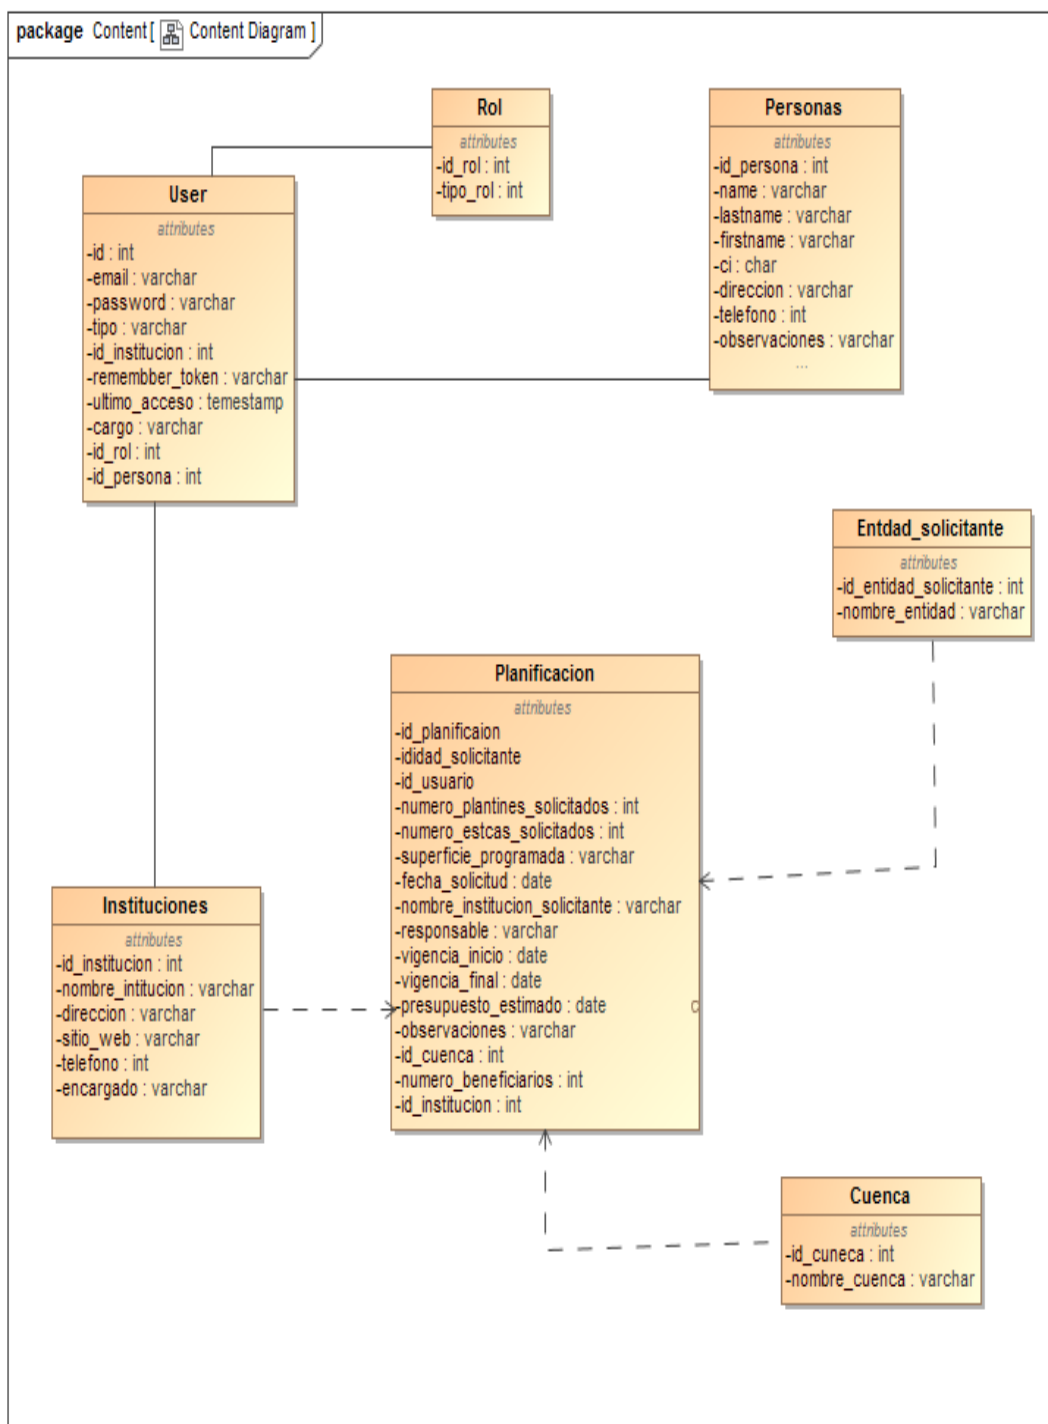 package Content [ Content Diagram ]
Rol
attributes
-id_rol : int
-tipo_rol : int
Personas
attributes
-id_persona : int
-name : varchar
-lastname : varchar
-firstname : varchar
-ci : char
-direccion : varchar
-telefono : int
-observaciones : varchar
...
User
attributes
-id : int
-email : varchar
-password : varchar
-tipo : varchar
-id_institucion : int
-remembber_token : varchar
-ultimo_acceso : temestamp
-cargo : varchar
-id_rol : int
-id_persona : int
Entdad_solicitante
attributes
-id_entidad_solicitante : int
-nombre_entidad : varchar
Planificacion
attributes
-id_planificaion
-ididad_solicitante
-id_usuario
-numero_plantines_solicitados : int
-numero_estcas_solicitados : int
-superficie_programada : varchar
-fecha_solicitud : date
-nombre_institucion_solicitante : varchar
-responsable : varchar
-vigencia_inicio : date
-vigencia_final : date
-presupuesto_estimado : date
-observaciones : varchar
-id_cuenca : int
-numero_beneficiarios : int
-id_institucion : int
Instituciones
attributes
-id_institucion : int
-nombre_intitucion : varchar
-direccion : varchar
-sitio_web : varchar
-telefono : int
-encargado : varchar
Cuenca
attributes
-id_cuneca : int
-nombre_cuenca : varchar